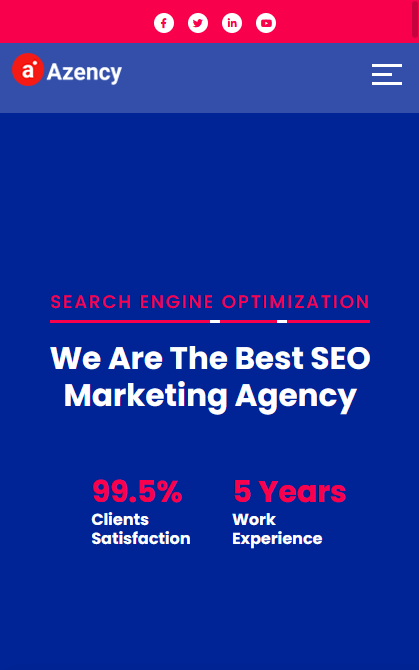 Azency
SEARCH ENGINE OPTIMIZATION
We Are The Best SEO
Marketing Agency
99.5%
Clients
Satisfaction
5 Years
Work
Experience